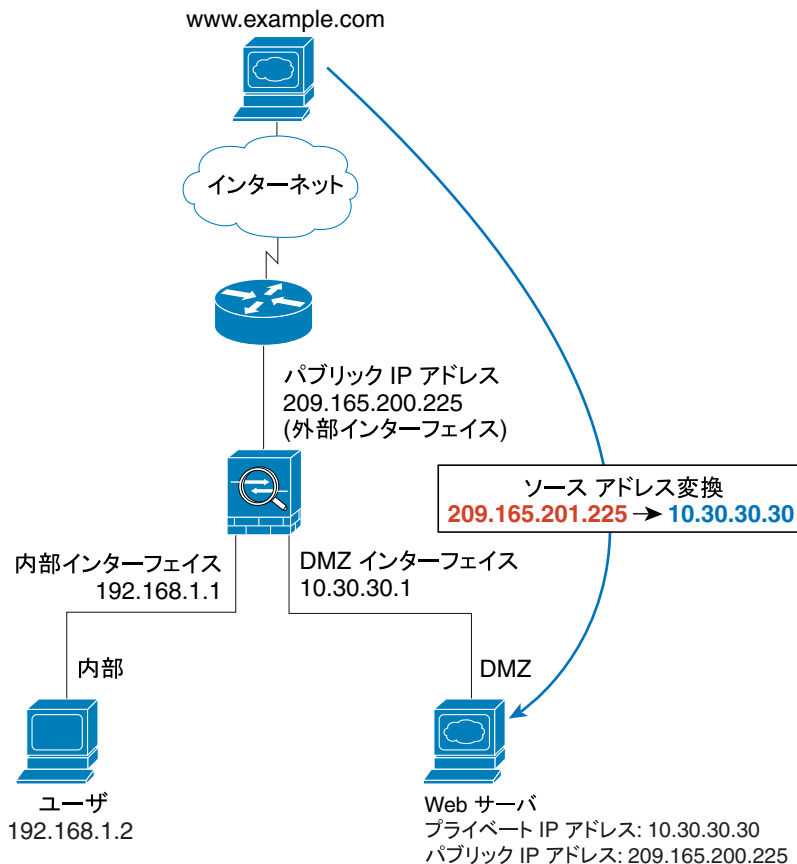 www.example.com
インターネット
パブリック IP アドレス
209.165.200.225
(外部インターフェイス)
ソース アドレス変換
209.165.201.225 → 10.30.30.30
内部インターフェイス
192.168.1.1
DMZ インターフェイス
10.30.30.1
内部
DMZ
ユーザ
192.168.1.2
Web サーバ
プライベート IP アドレス: 10.30.30.30
パブリック IP アドレス: 209.165.200.225